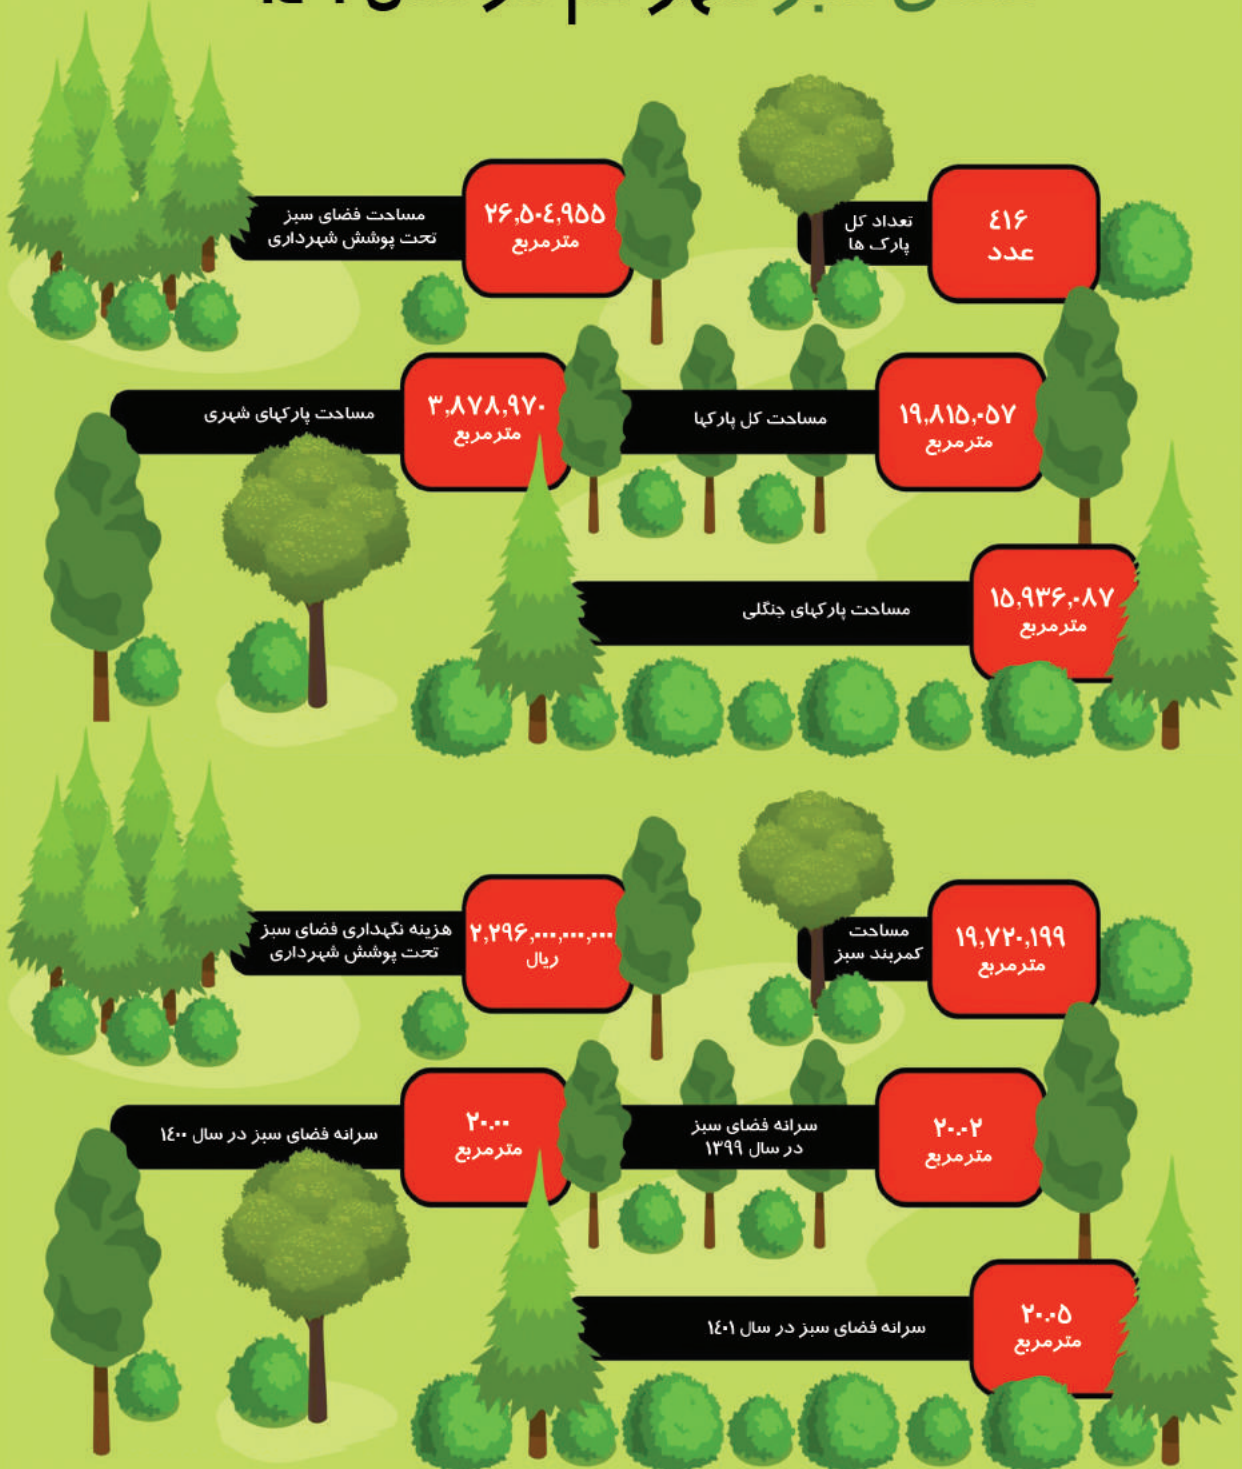 ۴۱۶
عدد
تعداد کل
پارک ها
۲۶,۵۰۴,۹۵۵
مترمربع
مساحت فضای سبز
تحت پوشش شهرداری
۱۹,۸۱۵,۰۵۷
مترمربع
مساحت کل پارکها
۳,۸۷۸,۹۷۰
مترمربع
مساحت پارکهای شهری
۱۵,۹۳۶,۰۸۷
مترمربع
مساحت پارکهای جنگلی
۱۹,۷۲۰,۱۹۹
مترمربع
مساحت
کمربند سبز
۲,۲۹۶,۰۰۰,۰۰۰,۰۰۰
ریال
هزینه نگهداری فضای سبز
تحت پوشش شهرداری
۲۰.۰۲
مترمربع
سرانه فضای سبز
در سال ۱۳۹۹
۲۰.۰۰
مترمربع
سرانه فضای سبز در سال ۱۴۰۰
۲۰.۰۵
مترمربع
سرانه فضای سبز در سال ۱۴۰۱